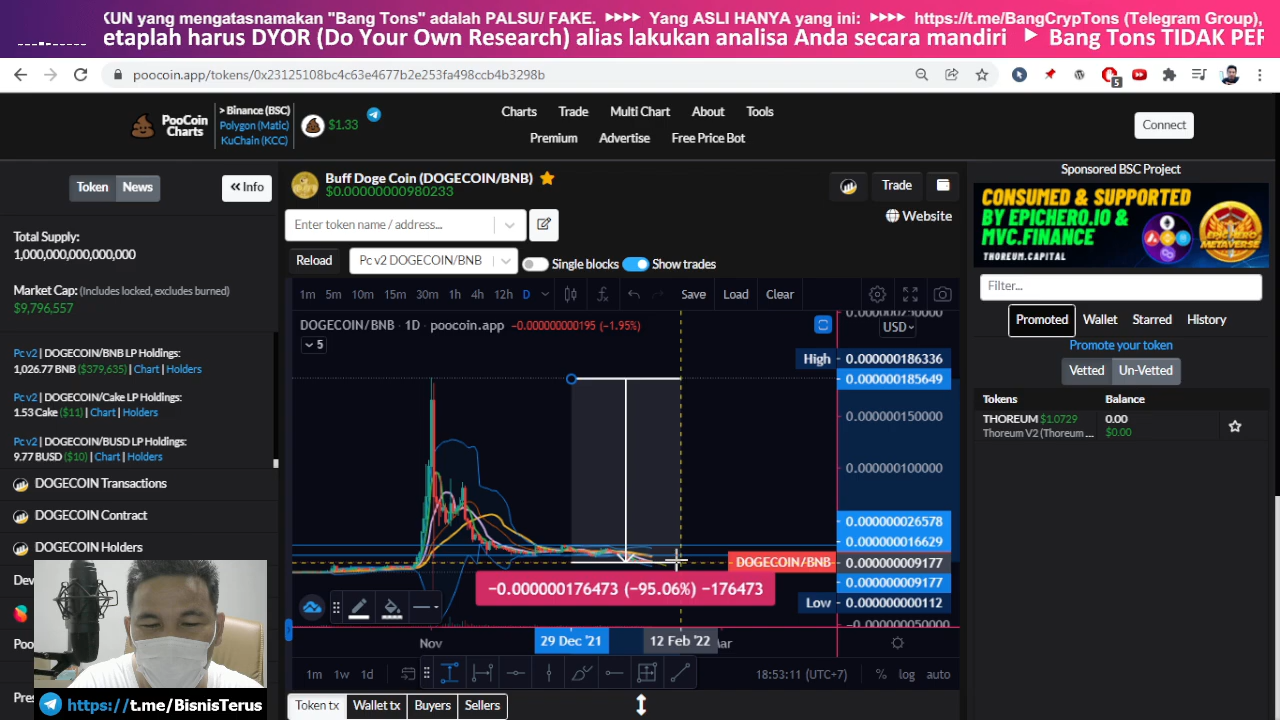 KUN yang mengatasnamakan "Bang Tons" adalah PALSU/ FAKE. ►►►► Yang ASLI HANYA yang ini: ►►►► https://t.me/BangCrypTons (Telegram Group),
etaplah harus DYOR (Do Your Own Research) alias lakukan analisa Anda secara mandiri ► Bang Tons TIDAK PER
poocoin.app/tokens/0x23125108bc4c63e4677b2e253fa498ccb4b3298b
5
PooCoin
Charts
> Binance (BSC)
Polygon (Matic)
KuChain (KCC)
$1.33
Charts Trade Multi Chart About Tools
Premium Advertise Free Price Bot
Connect
Token News
Info
Total Supply:
1,000,000,000,000,000
Market Cap: (Includes locked, excludes burned)
$9,796,557
Pc v2 | DOGECOIN/BNB LP Holdings:
1,026.77 BNB ($379,635) | Chart | Holders
Pc v2 | DOGECOIN/Cake LP Holdings:
1.53 Cake ($11) | Chart | Holders
Pc v2 | DOGECOIN/BUSD LP Holdings:
9.77 BUSD ($10) | Chart | Holders
DOGECOIN Transactions
DOGECOIN Contract
DOGECOIN Holders
Dev
Poo
Pres
https://t.me/BisnisTerus
Buff Doge Coin (DOGECOIN/BNB)
$0.00000000980233
Trade
Website
Enter token name / address...
Reload
Pc v2 DOGECOIN/BNB
Single blocks
Show trades
1m 5m 10m 15m 30m 1h 4h 12h D
Save Load Clear
DOGECOIN/BNB · 1D poocoin.app −0.00000000195 (−1.95%)
5
USD
High 0.000000186336
0.000000185649
0.000000150000
0.000000100000
0.000000026578
0.000000016629
DOGECOIN/BNB 0.000000009177
0.000000009177
Low 0.000000000112
−0.000000050000
−0.000000176473 (−95.06%) −176473
Nov 29 Dec '21 12 Feb '22
1m 1w 1d
18:53:11 (UTC+7)
% log auto
Token tx Wallet tx Buyers Sellers
Sponsored BSC Project
CONSUMED & SUPPORTED
BY EPICHERO.IO &
MVC.FINANCE
THOREUM.CAPITAL
EPICHERO
METAVERSE
Filter...
Promoted Wallet Starred History
Promote your token
Vetted Un-Vetted
Tokens Balance
THOREUM $1.0729 0.00
Thoreum V2 (Thoreum ... $0.00